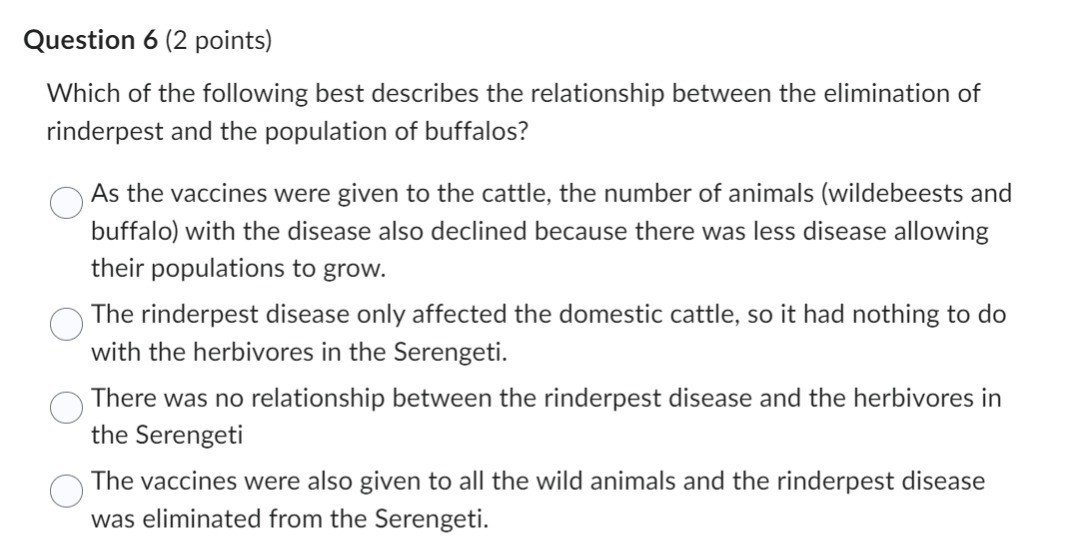 Question 6 (2 points)
Which of the following best describes the relationship between the elimination of
rinderpest and the population of buffalos?
As the vaccines were given to the cattle, the number of animals (wildebeests and
buffalo) with the disease also declined because there was less disease allowing
their populations to grow.
The rinderpest disease only affected the domestic cattle, so it had nothing to do
with the herbivores in the Serengeti.
There was no relationship between the rinderpest disease and the herbivores in
the Serengeti
The vaccines were also given to all the wild animals and the rinderpest disease
was eliminated from the Serengeti.